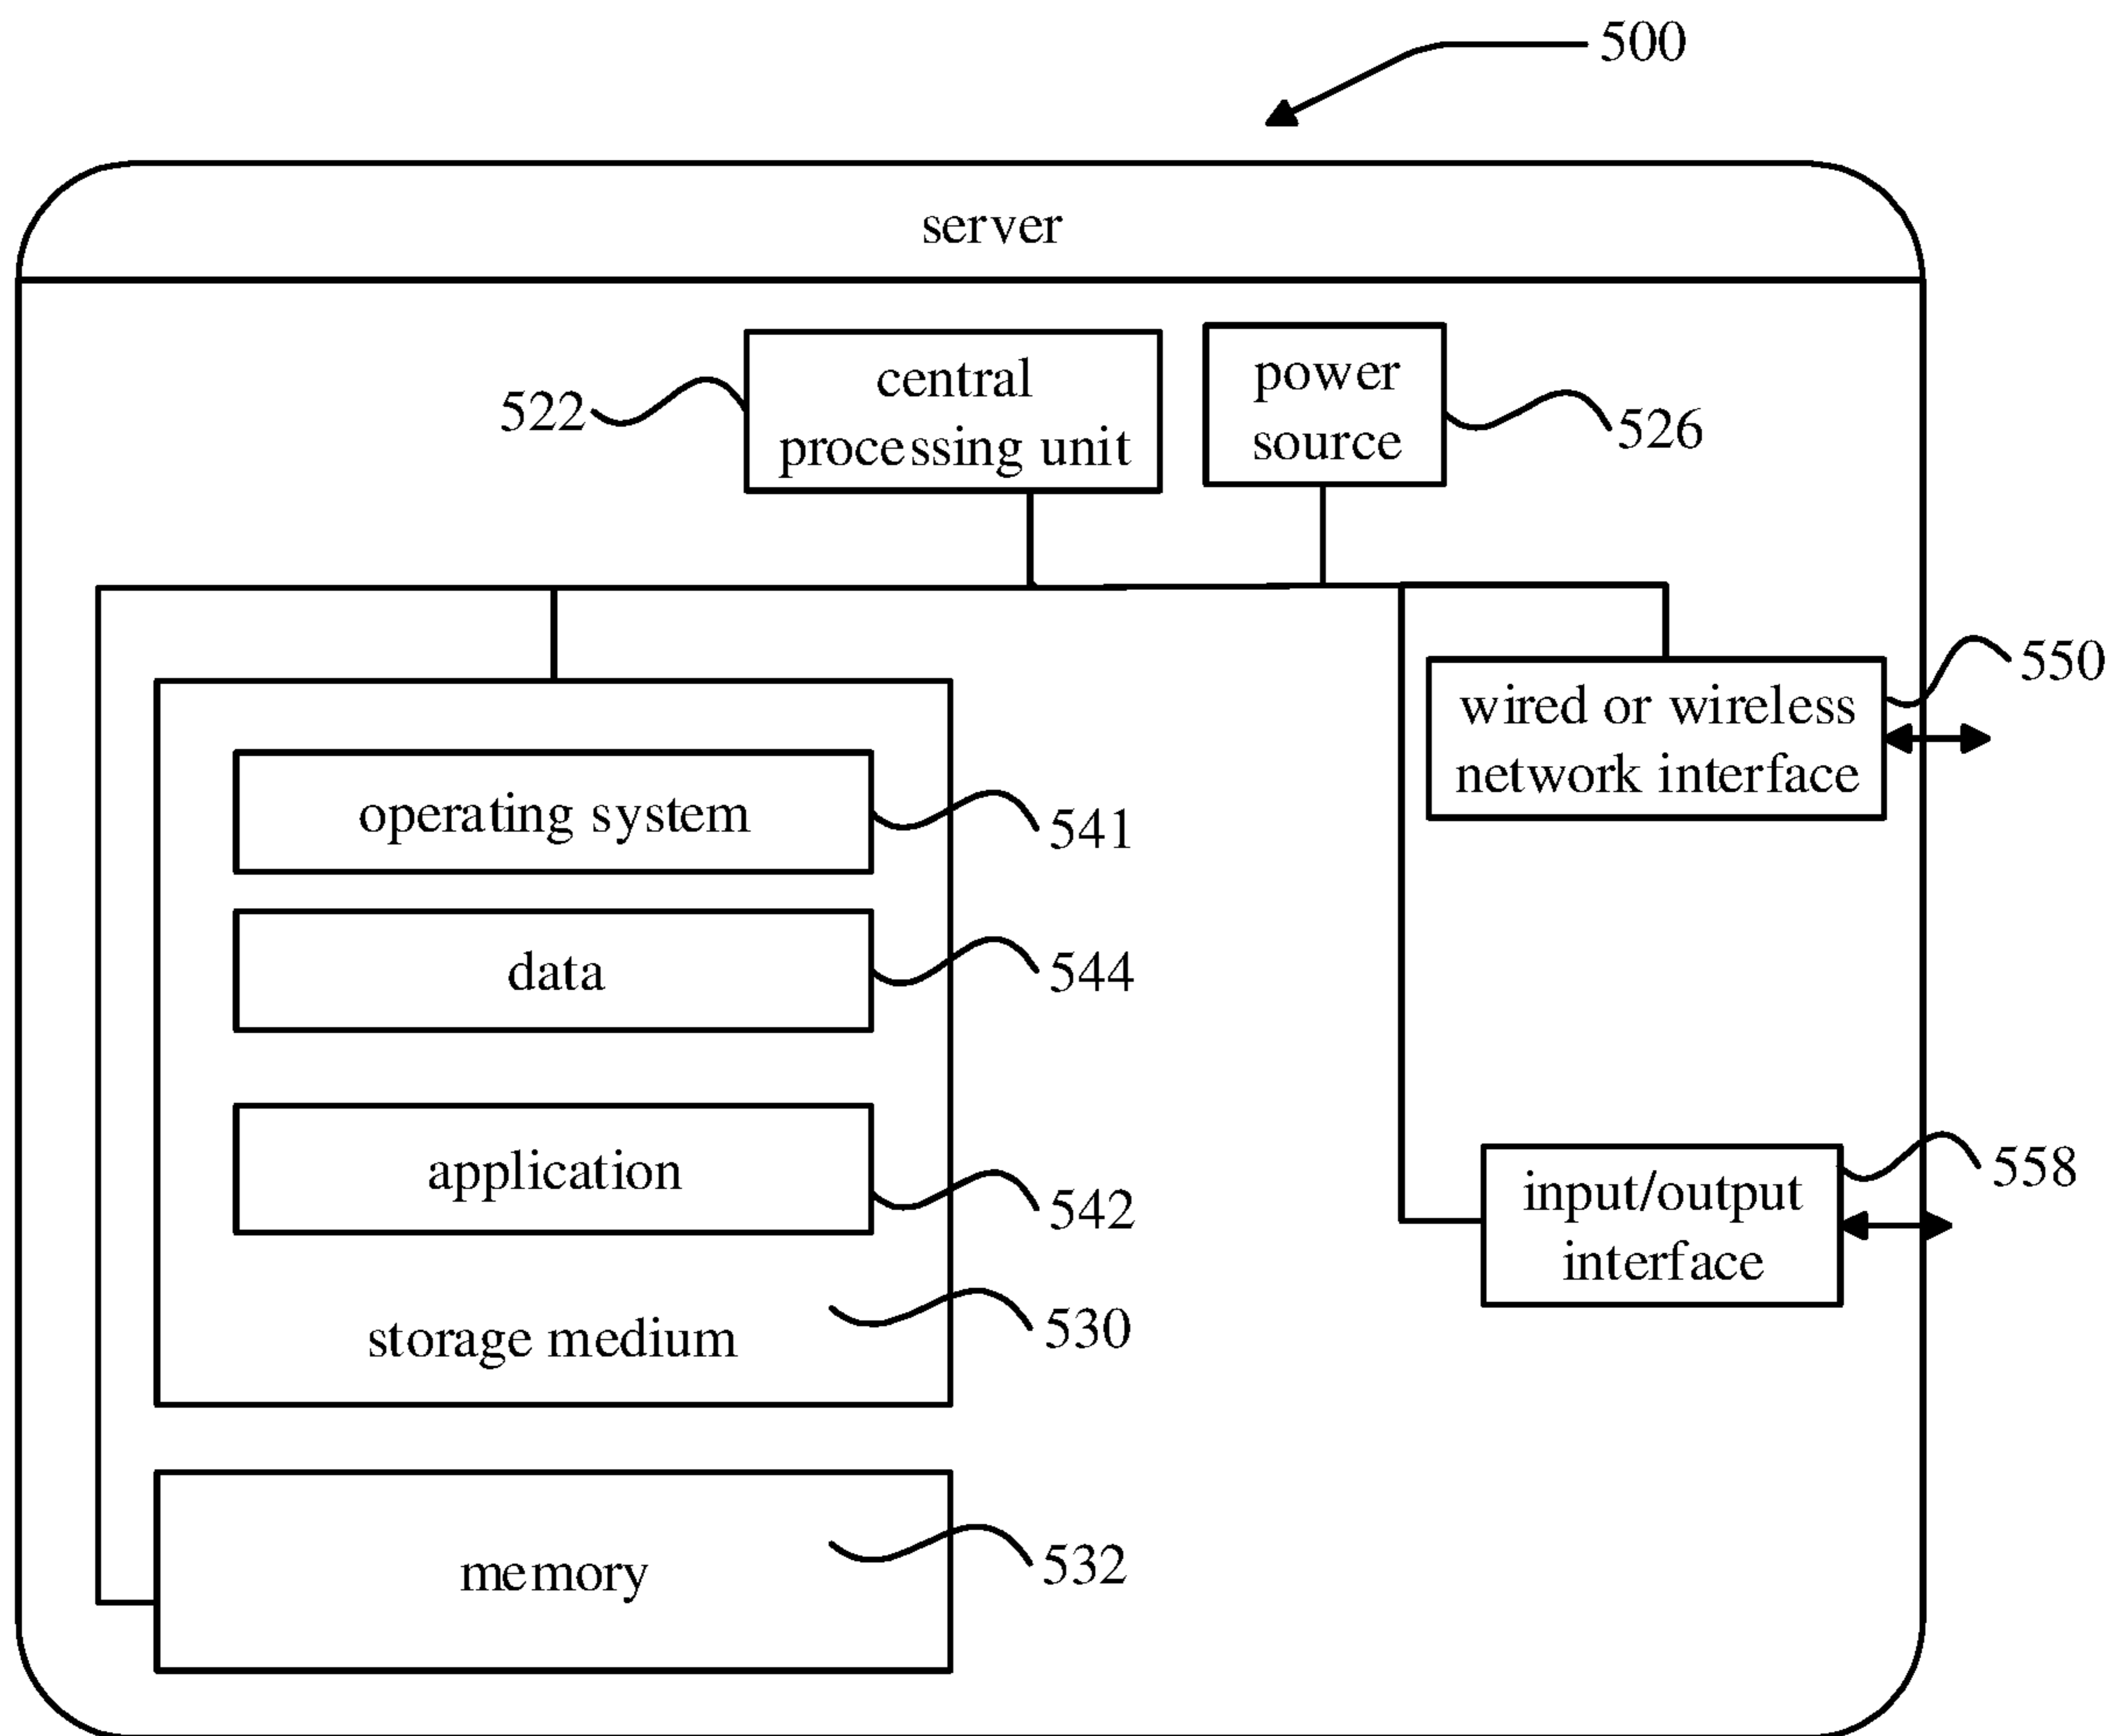 500
server
central
processing unit
522
power
source
526
wired or wireless
network interface
550
operating system
541
data
544
application
542
storage medium
530
input/output
interface
558
memory
532